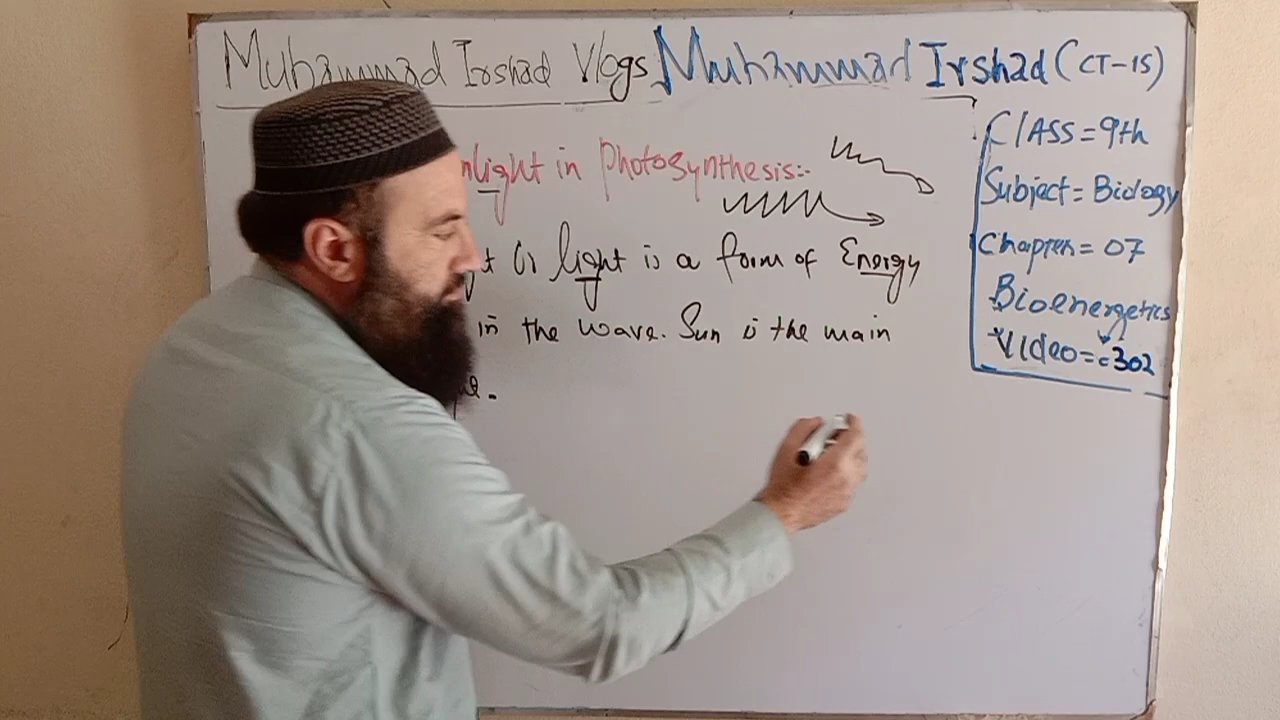 Muhammad Irshad Vlogs Muhammad Irshad (CT-15)
nlight in photosynthesis:-
t Or light is a form of Energy
in the wave. Sun is the main
Class = 9th
Subject = Biology
Chapter = 07
Bioenergetics
Video = 302